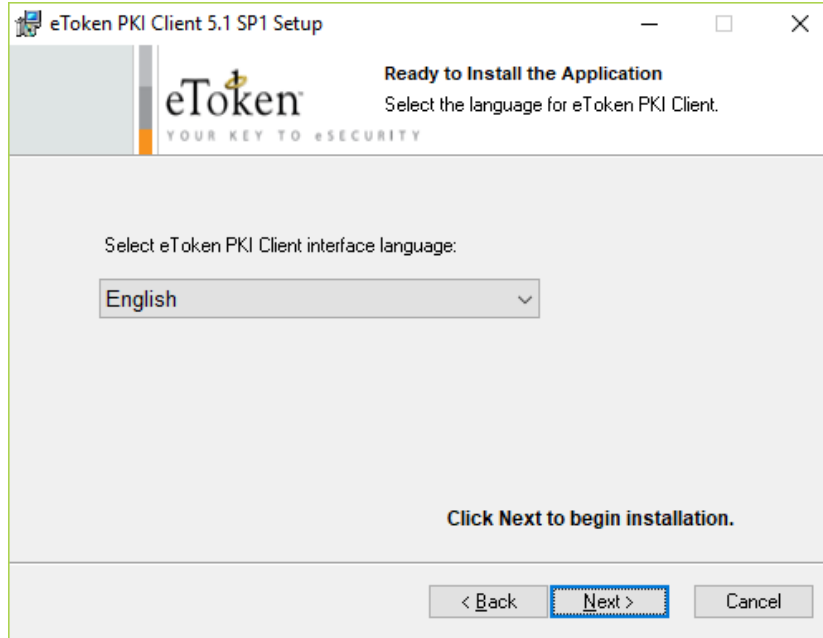 eToken PKI Client 5.1 SP1 Setup
eToken
YOUR KEY TO eSECURITY
Ready to Install the Application
Select the language for eToken PKI Client.
Select eToken PKI Client interface language:
English
Click Next to begin installation.
< Back
Next >
Cancel